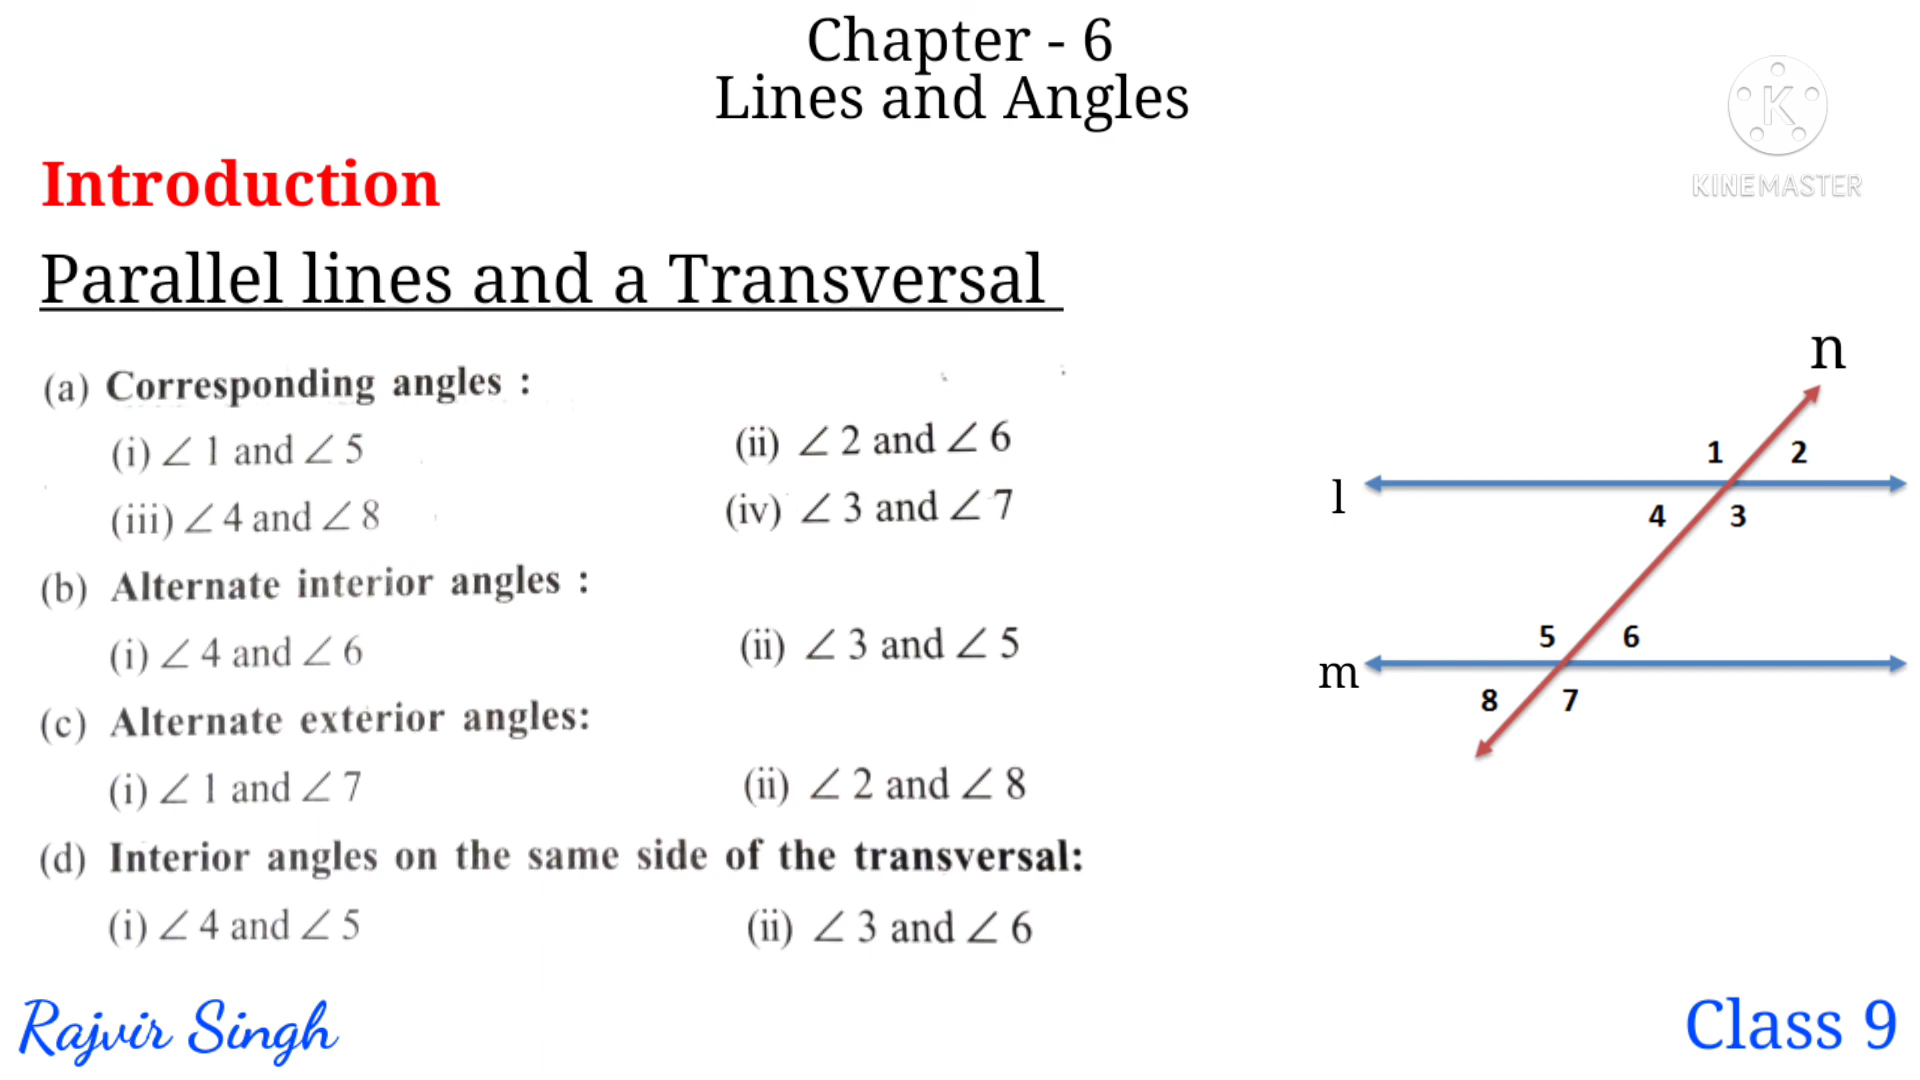 Chapter - 6
Lines and Angles
K
KINEMASTER
Introduction
Parallel lines and a Transversal
(a) Corresponding angles :
(i) ∠ 1 and ∠ 5 (ii) ∠ 2 and ∠ 6
(iii) ∠ 4 and ∠ 8 (iv) ∠ 3 and ∠ 7
(b) Alternate interior angles :
(i) ∠ 4 and ∠ 6 (ii) ∠ 3 and ∠ 5
(c) Alternate exterior angles:
(i) ∠ 1 and ∠ 7 (ii) ∠ 2 and ∠ 8
(d) Interior angles on the same side of the transversal:
(i) ∠ 4 and ∠ 5 (ii) ∠ 3 and ∠ 6
n
1 2
l
4 3
5 6
m
8 7
Rajvir Singh
Class 9